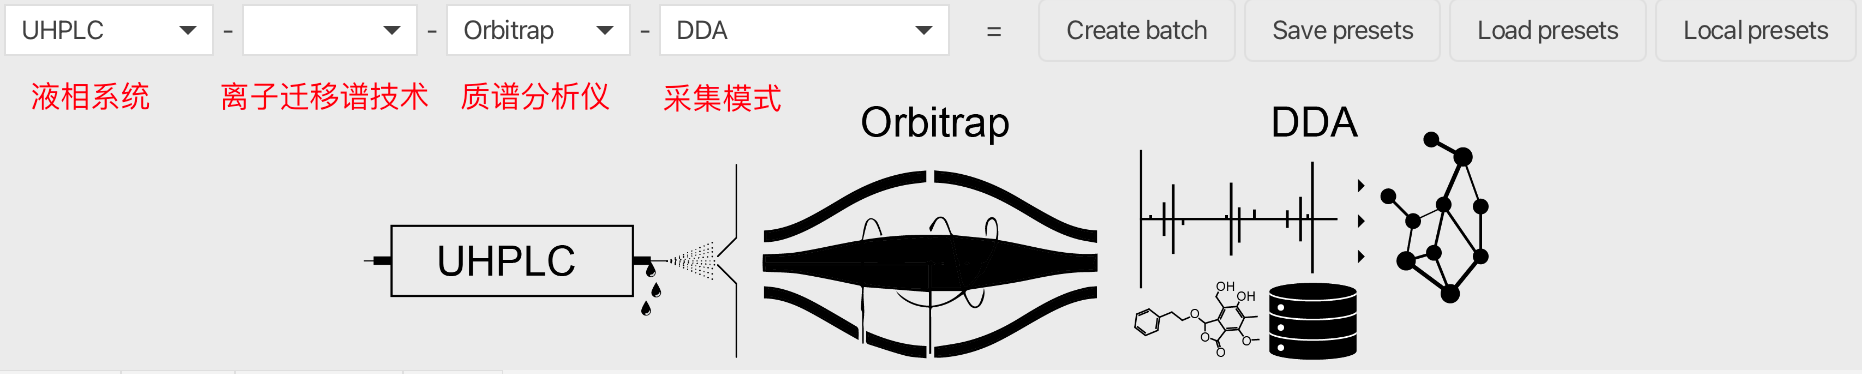 UHPLC - - Orbitrap - DDA = Create batch Save presets Load presets Local presets
液相系统 离子迁移谱技术 质谱分析仪 采集模式
Orbitrap DDA
UHPLC
OH
OH
O
O
O
O